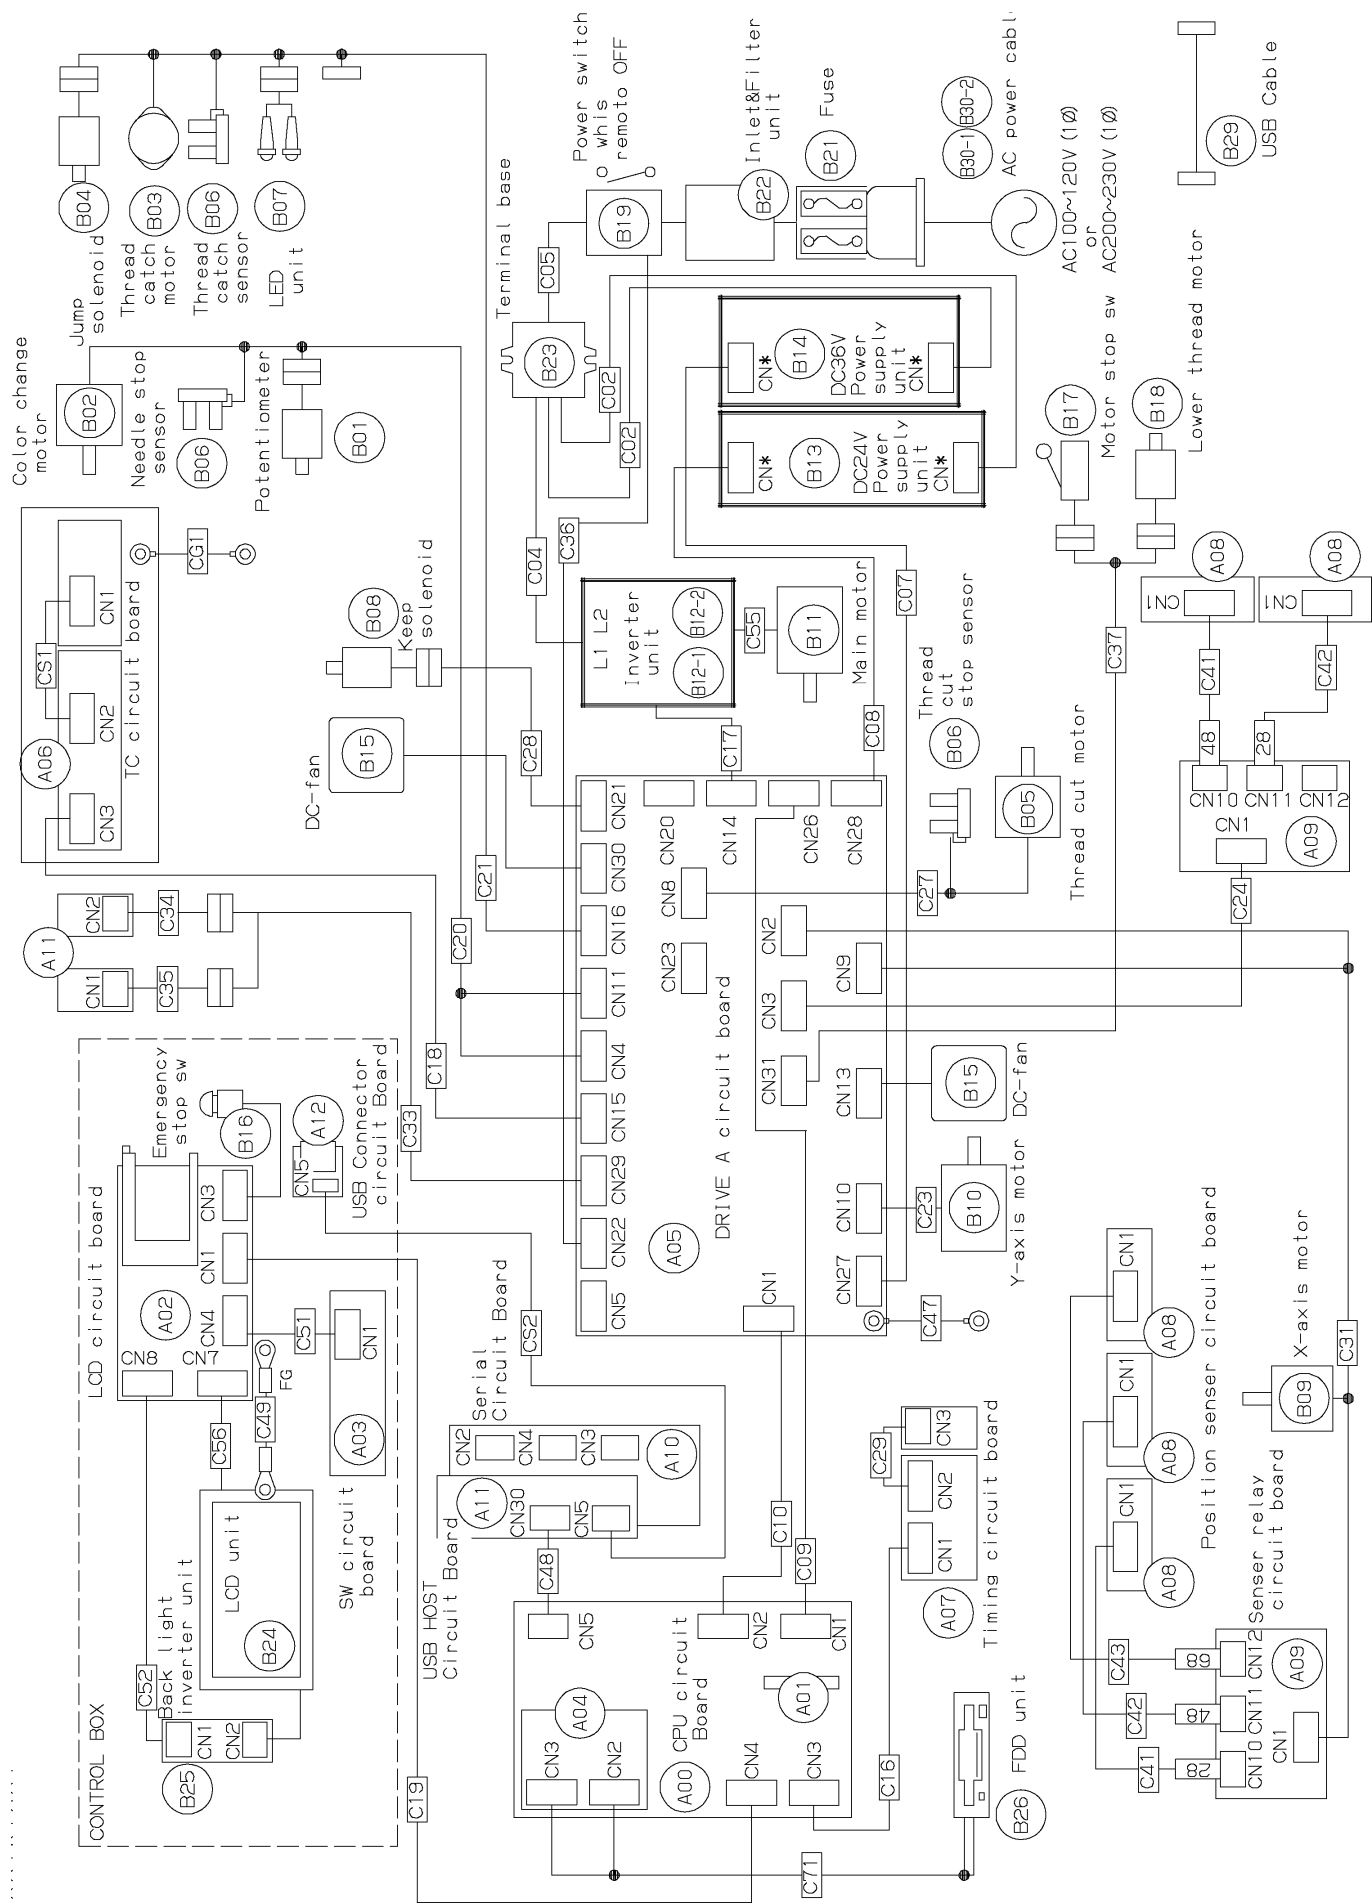 CONTROL BOX
LCD circuit board
A02
CN8
CN7
CN4
CN1
CN3
Emergency
stop sw
B16
A12
CN5
USB Connector
circuit Board
C52
Back light
inverter unit
B25
CN1
CN2
LCD unit
B24
C56
C49
FG
C51
CN1
A03
SW circuit
board
A11
CN1
CN2
C35
C34
C33
C18
C20
C21
A06
CN3
CN2
CN1
CS1
TC circuit board
CG1
Color change
motor
B02
Needle stop
sensor
B06
Potentiometer
B01
Jump
solenoid
B04
Thread
catch
motor
B03
Thread
catch
sensor
B06
LED
unit
B07
C19
USB HOST
Circuit Board
A11
CN30
CN5
C48
Serial
Circuit Board
CN2
CN4
CN3
A10
CS2
A00
CPU circuit
Board
A04
CN3
CN2
CN5
CN2
CN1
A01
CN4
CN3
C10
C09
C16
C71
B26
FDD unit
A07
CN1
CN2
CN3
C29
Timing circuit board
A05
DRIVE A circuit board
CN5
CN22
CN29
CN15
CN4
CN11
CN16
CN30
CN21
CN1
CN23
CN8
CN20
CN14
CN26
CN28
CN31
CN3
CN2
CN27
CN10
CN13
CN9
C47
C23
B10
Y-axis motor
B15
DC-fan
DC-fan
B15
B08
Keep
solenoid
C28
C36
C04
L1 L2
Inverter
unit
B12-1
B12-2
C55
B11
Main motor
C17
C08
C07
Terminal base
B23
C05
C02
C02
Power switch
whis
remoto OFF
B19
Inlet&Filter
unit
B22
B21
Fuse
B30-1
B30-2
AC power cable
AC100~120V (1Ø)
or
AC200~230V (1Ø)
B13
CN*
DC24V
Power
supply
unit
CN*
B14
CN*
DC36V
Power
supply
unit
CN*
B29
USB Cable
Thread
cut
stop sensor
B06
C27
B05
Thread cut motor
B17
Motor stop sw
B18
Lower thread motor
C37
A08
CN1
A08
CN1
C41
C42
48
28
CN10
CN11
CN12
CN1
A09
C24
C31
B09
X-axis motor
Position senser circuit board
CN1
A08
CN1
A08
CN1
A08
C43
C42
C41
68
48
28
CN10
CN11
CN12
CN1
A09
Senser relay
circuit board